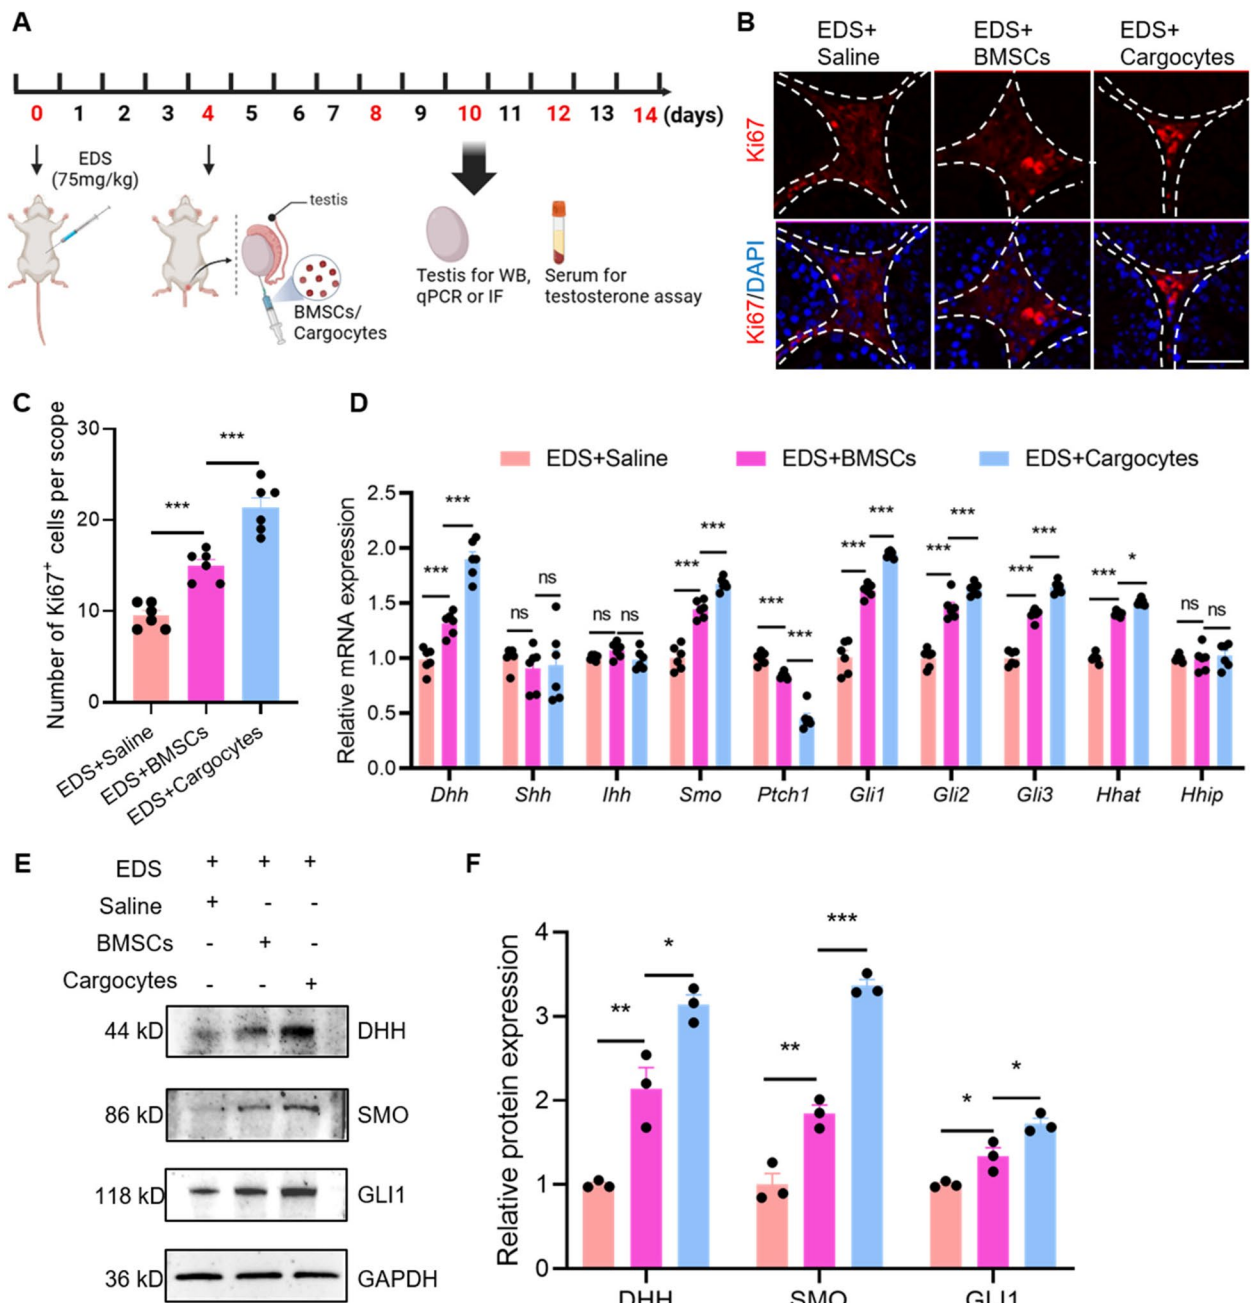 A
0 1 2 3 4 5 6 7 8 9 10 11 12 13 14 (days)
EDS
(75mg/kg)
testis
BMSCs/
Cargocytes
Testis for WB,
qPCR or IF
Serum for
testosterone assay
B
EDS+
Saline
EDS+
BMSCs
EDS+
Cargocytes
Ki67
Ki67/DAPI
C
Number of Ki67+ cells per scope
30
20
10
0
***
***
EDS+Saline
EDS+BMSCs
EDS+Cargocytes
D
EDS+Saline EDS+BMSCs EDS+Cargocytes
Relative mRNA expression
2.5
2.0
1.5
1.0
0.5
0.0
*** ***
ns ns
ns ns
*** ***
*** ***
*** ***
*** ***
*** ***
*** *
ns ns
Dhh Shh Ihh Smo Ptch1 Gli1 Gli2 Gli3 Hhat Hhip
E
EDS + + +
Saline + - -
BMSCs - + -
Cargocytes - - +
44 kD DHH
86 kD SMO
118 kD GLI1
36 kD GAPDH
F
Relative protein expression
4
3
2
1
0
** *
** ***
* *
DHH SMO GLI1